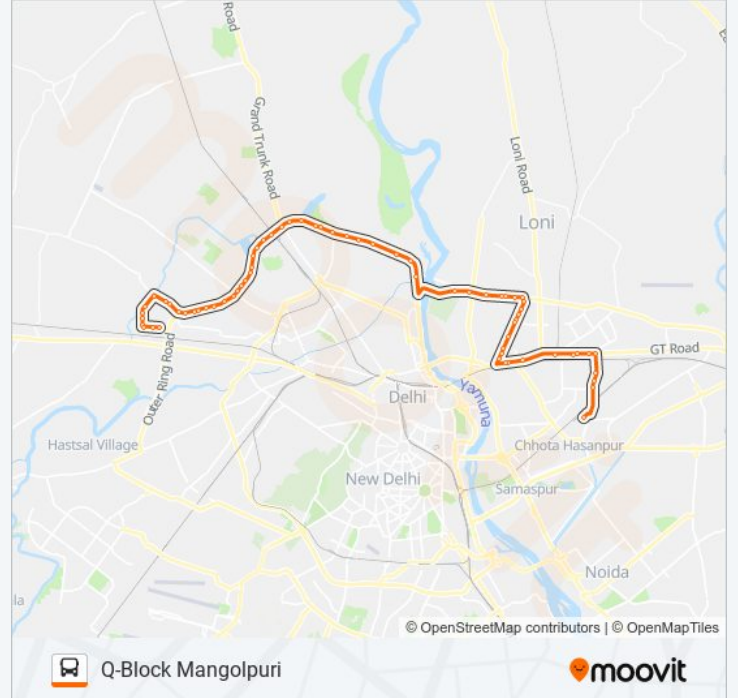 Road
Grand Trunk Road
Loni Road
Loni
GT Road
Outer Ring Road
Delhi
Yamuna
Hastsal Village
Chhota Hasanpur
New Delhi
Samaspur
Noida
la
© OpenStreetMap contributors | © OpenMapTiles
Q-Block Mangolpuri
moovit